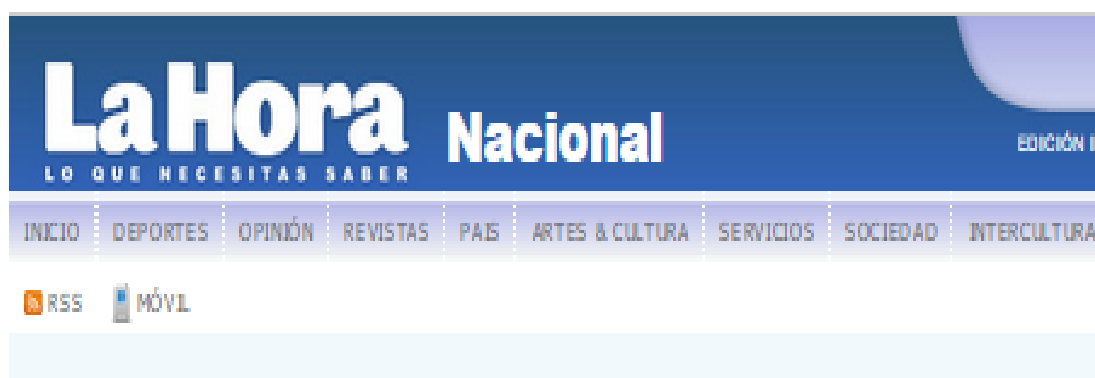 La Hora
Nacional
LO QUE NECESITAS SABER
EDICIÓN
INICIO DEPORTES OPINIÓN REVISTAS PAIS ARTES & CULTURA SERVICIOS SOCIEDAD INTERCULTURA
RSS MÓVIL